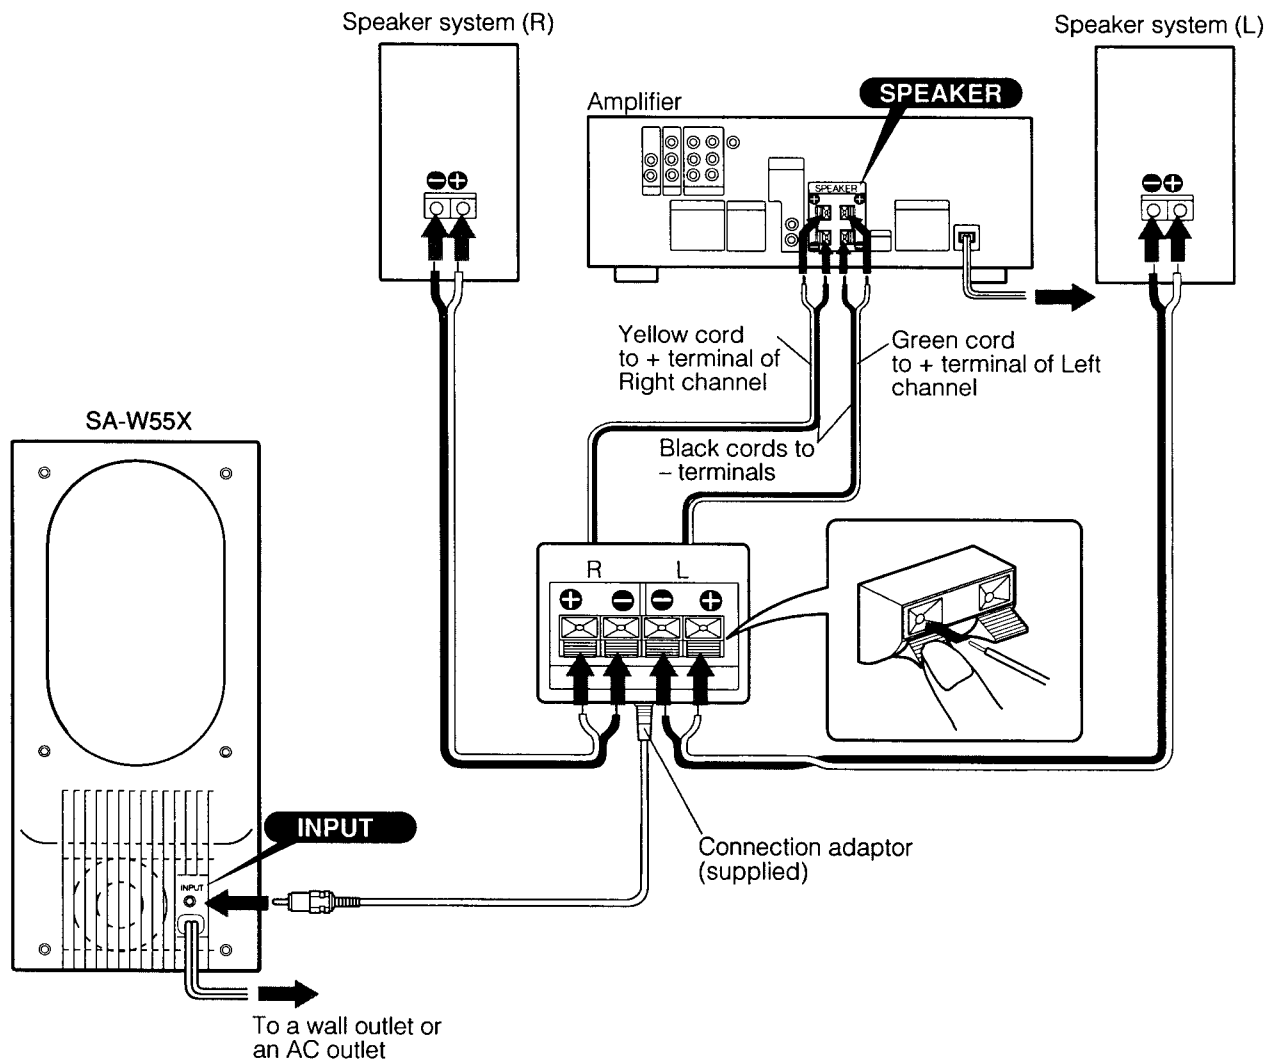 Speaker system (R)
Speaker system (L)
Amplifier
SPEAKER
SPEAKER
+ +
− −
− +
− +
Yellow cord
to + terminal of
Right channel
Green cord
to + terminal of Left
channel
Black cords to
– terminals
SA-W55X
R L
+ − − +
INPUT
INPUT
Connection adaptor
(supplied)
To a wall outlet or
an AC outlet